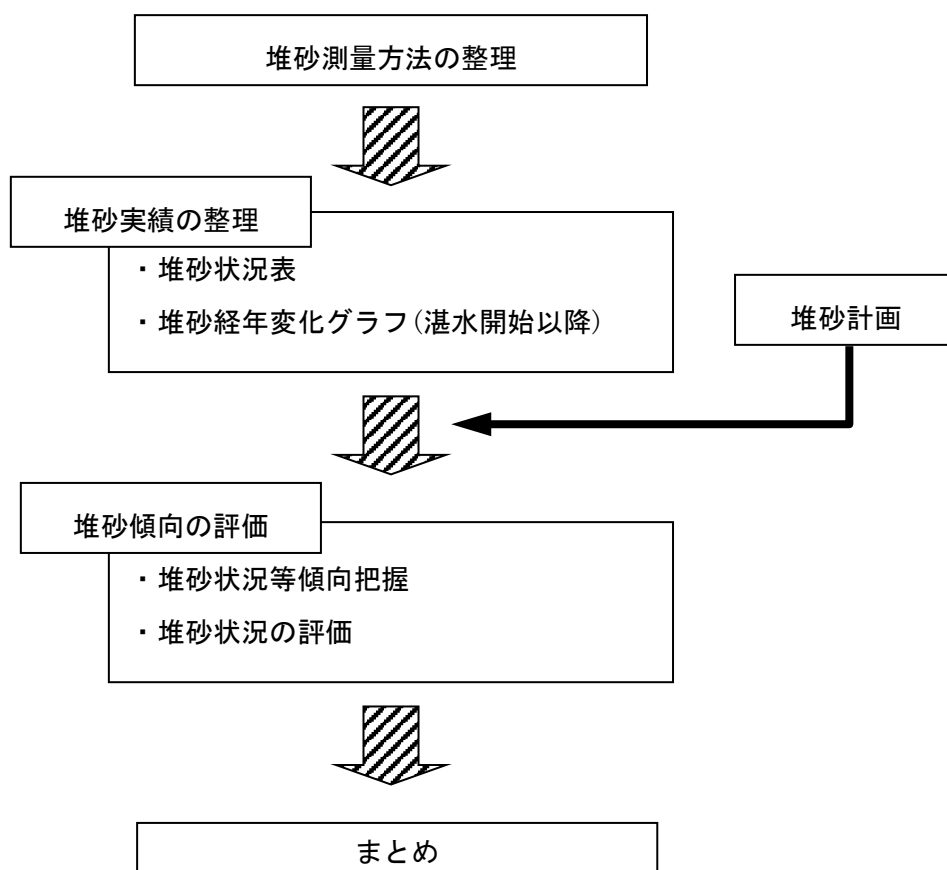 堆砂測量方法の整理
堆砂実績の整理
・堆砂状況表
・堆砂経年変化グラフ(湛水開始以降)
堆砂計画
堆砂傾向の評価
・堆砂状況等傾向把握
・堆砂状況の評価
まとめ